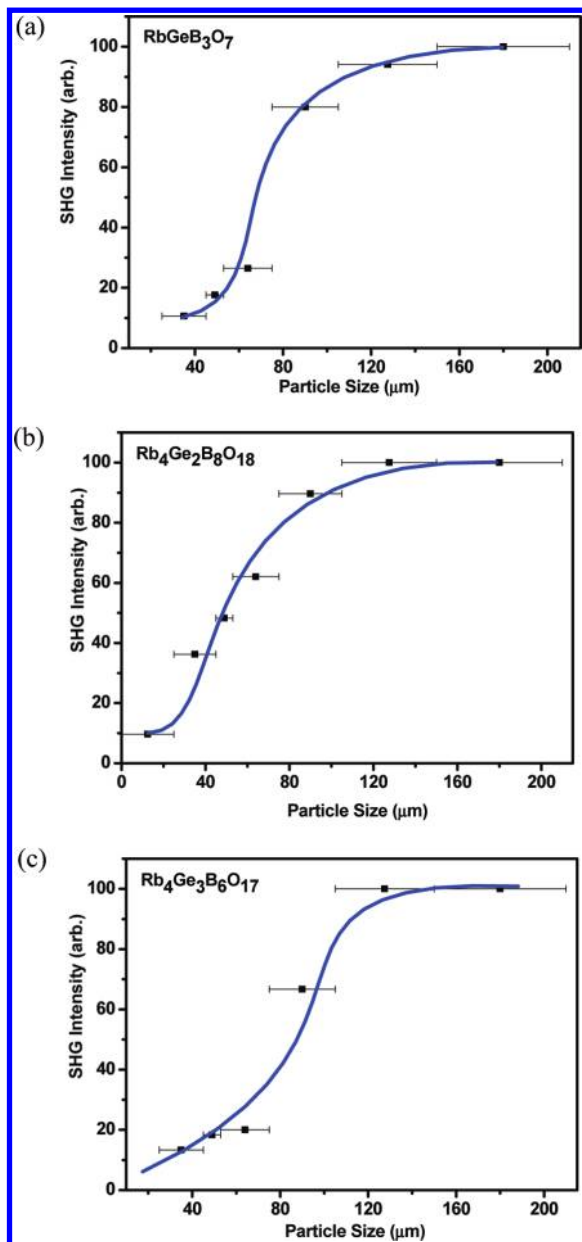 (a)
RbGeB₃O₇
SHG Intensity (arb.)
100
80
60
40
20
0
40 80 120 160 200
Particle Size (μm)
(b)
Rb₄Ge₂B₈O₁₈
SHG Intensity (arb.)
100
80
60
40
20
0
0 40 80 120 160 200
Particle Size (μm)
(c)
Rb₄Ge₃B₆O₁₇
SHG Intensity (arb.)
100
80
60
40
20
0
40 80 120 160 200
Particle Size (μm)